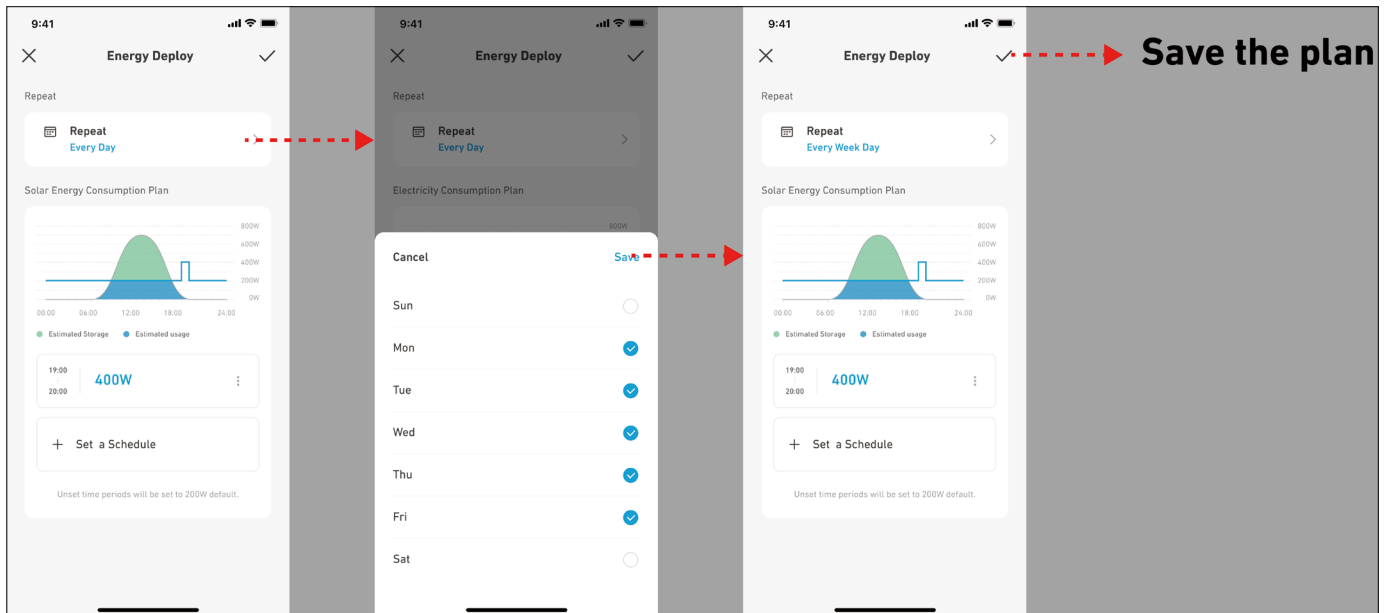 9:41
Energy Deploy
Repeat
Repeat
Every Day
Solar Energy Consumption Plan
800W
600W
400W
200W
0W
00:00 06:00 12:00 18:00 24:00
Estimated Storage Estimated usage
19:00
400W
20:00
+ Set a Schedule
Unset time periods will be set to 200W default.
9:41
Energy Deploy
Repeat
Repeat
Every Day
Electricity Consumption Plan
800W
Cancel Save
Sun
Mon
Tue
Wed
Thu
Fri
Sat
9:41
Energy Deploy
Repeat
Repeat
Every Week Day
Solar Energy Consumption Plan
800W
600W
400W
200W
0W
00:00 06:00 12:00 18:00 24:00
Estimated Storage Estimated usage
19:00
400W
20:00
+ Set a Schedule
Unset time periods will be set to 200W default.
Save the plan